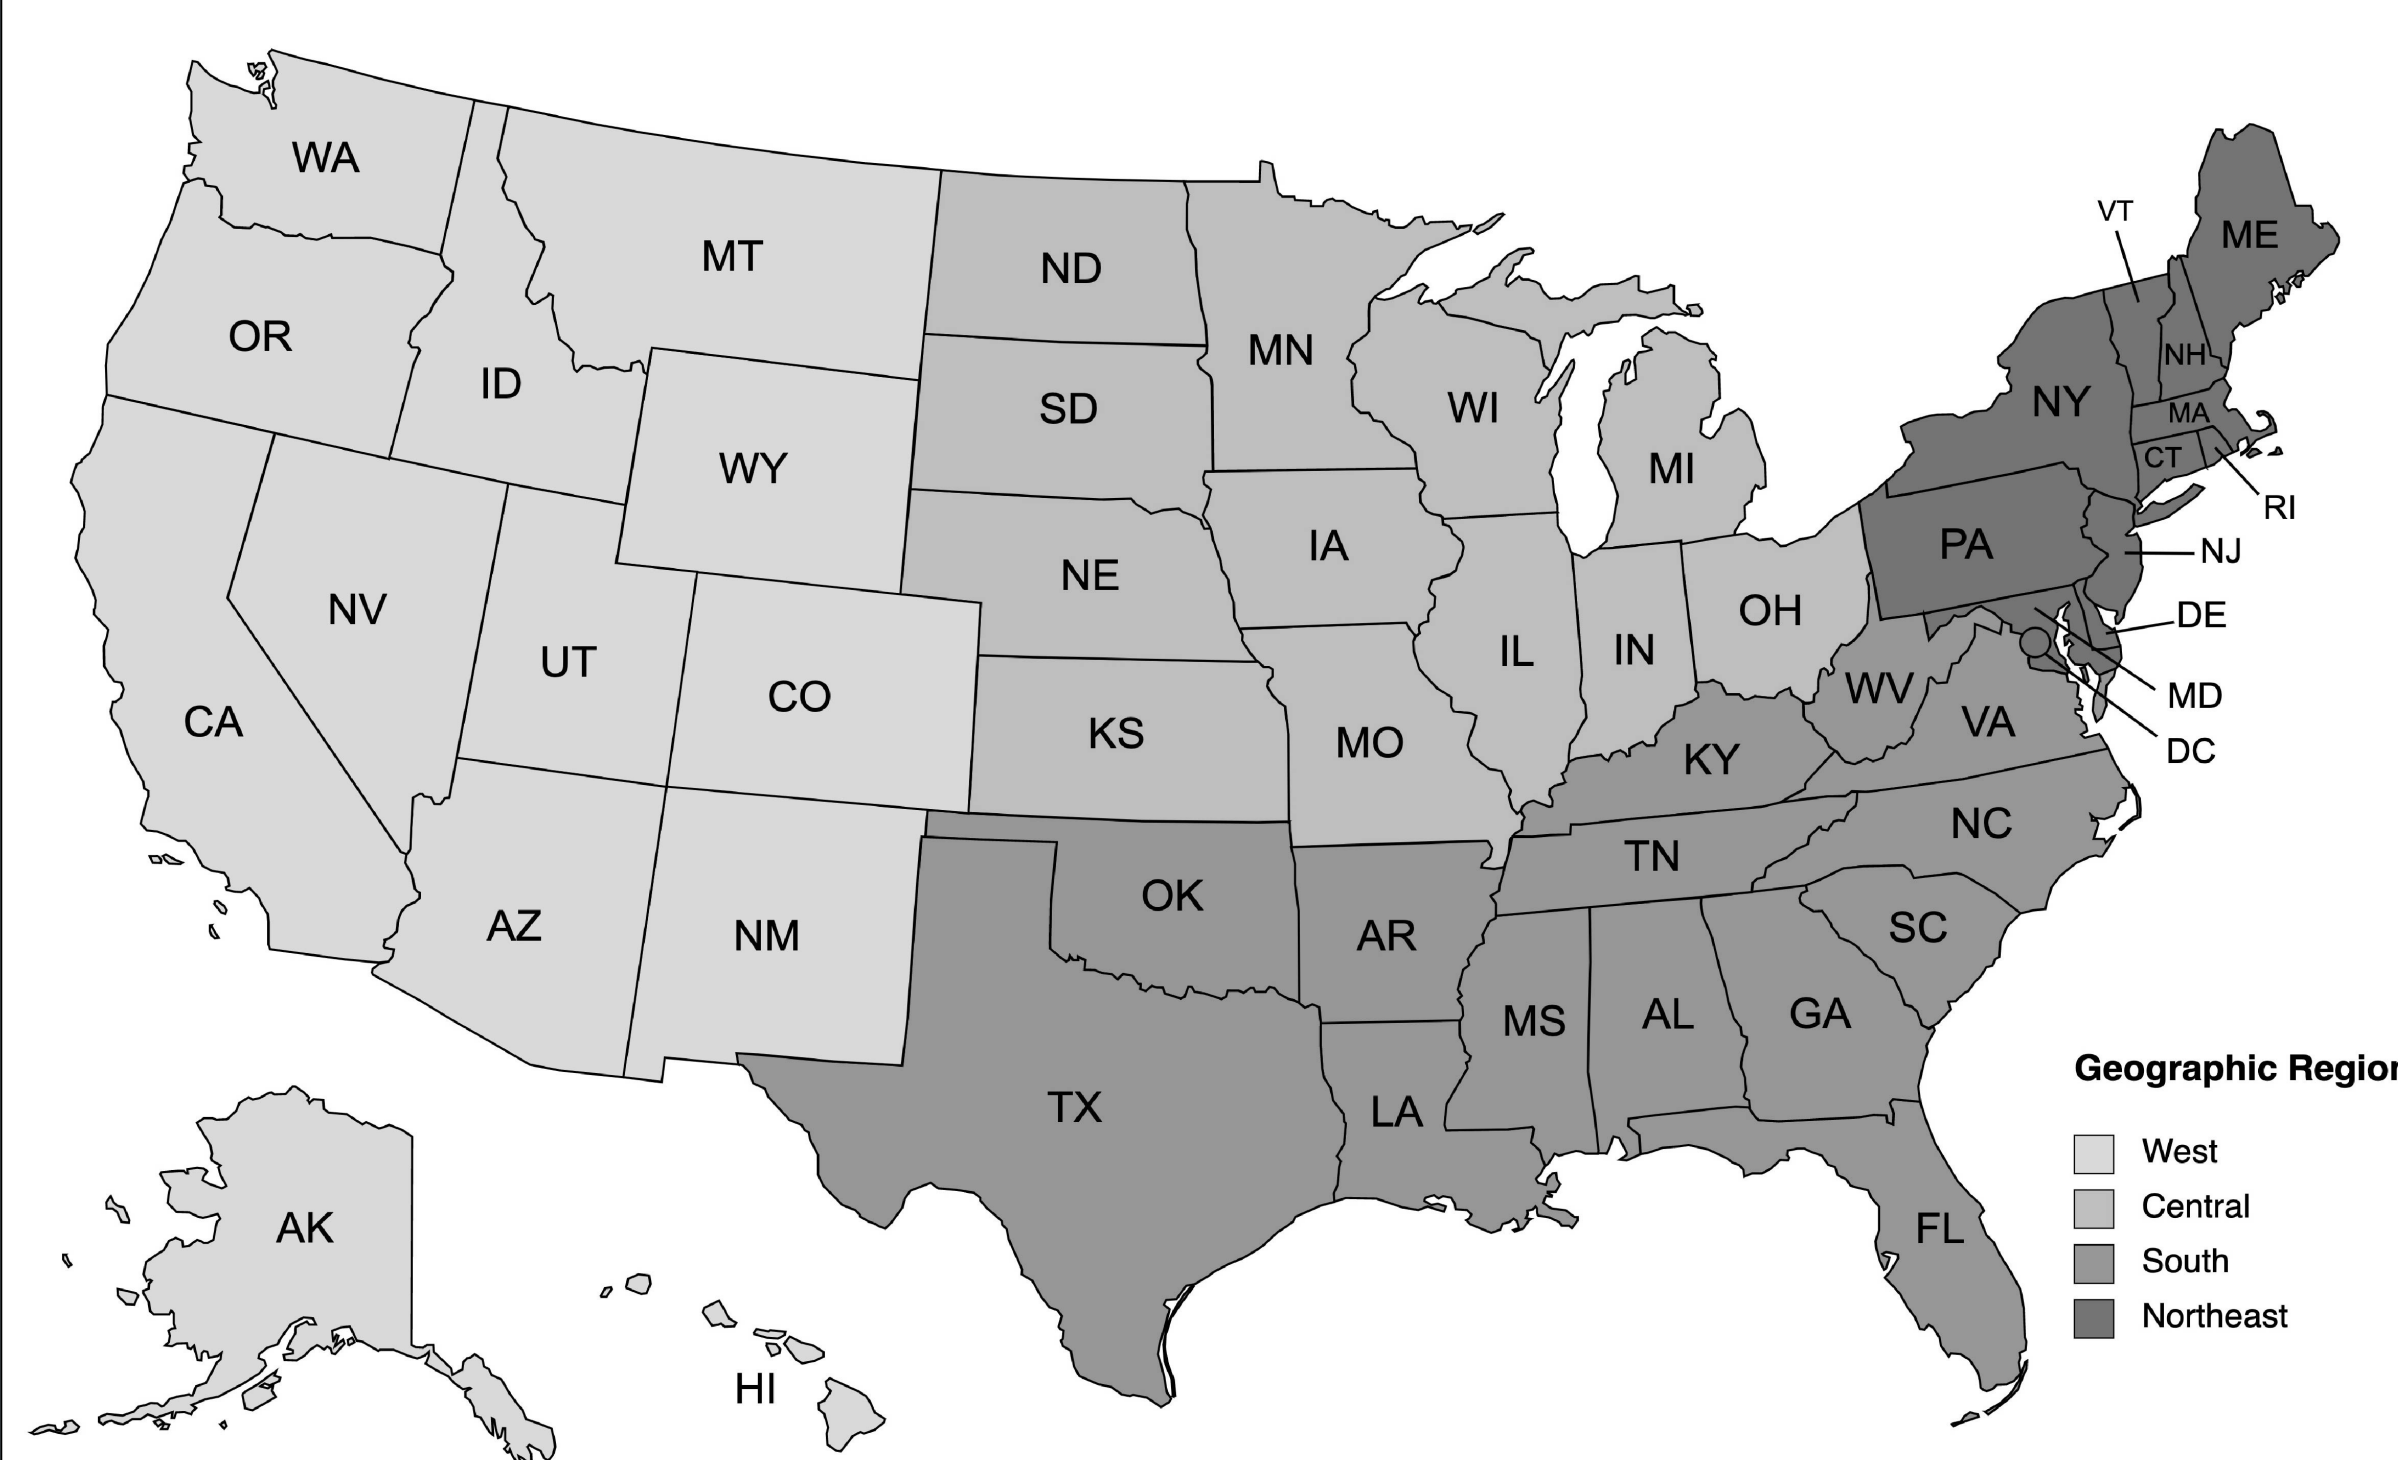 WA
MT
ND
VT
ME
OR
MN
ID
NH
SD
WI
NY
MA
WY
MI
CT
RI
PA
NJ
IA
NE
NV
OH
DE
IL
IN
UT
WV
CO
MD
CA
VA
KS
MO
DC
KY
NC
TN
OK
AZ
NM
AR
SC
MS
AL
GA
Geographic Region
TX
LA
West
Central
AK
FL
South
Northeast
HI